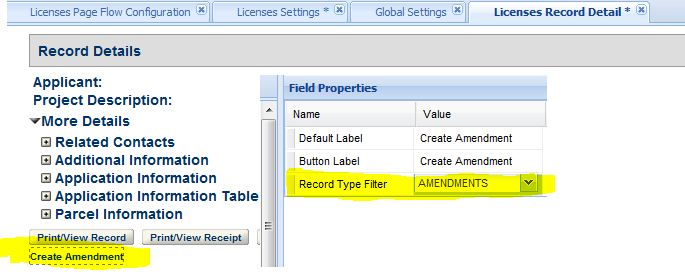 Licenses Page Flow Configuration Licenses Settings * Global Settings Licenses Record Detail *
Record Details
Applicant:
Project Description:
More Details
Related Contacts
Additional Information
Application Information
Application Information Table
Parcel Information
Print/View Record Print/View Receipt
Create Amendment
Field Properties
Name Value
Default Label Create Amendment
Button Label Create Amendment
Record Type Filter AMENDMENTS